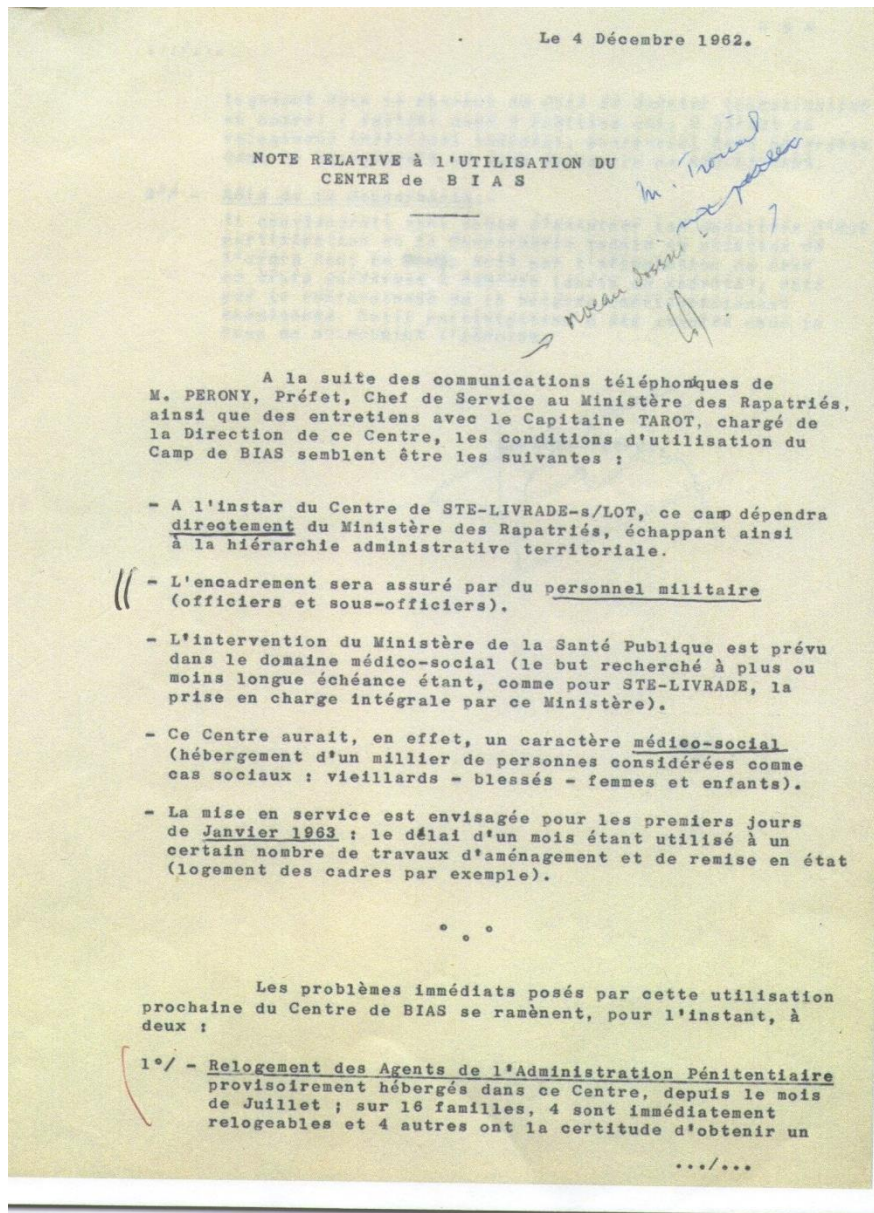 Le 4 Décembre 1962.
NOTE RELATIVE à l'UTILISATION DU
CENTRE de B I A S
M.
A la suite des communications téléphoniques de
M. PERONY, Préfet, Chef de Service au Ministère des Rapatriés,
ainsi que des entretiens avec le Capitaine TAROT, chargé de
la Direction de ce Centre, les conditions d'utilisation du
Camp de BIAS semblent être les suivantes :
- A l'instar du Centre de STE-LIVRADE-s/LOT, ce camp dépendra
directement du Ministère des Rapatriés, échappant ainsi
à la hiérarchie administrative territoriale.
- L'encadrement sera assuré par du personnel militaire
(officiers et sous-officiers).
- L'intervention du Ministère de la Santé Publique est prévu
dans le domaine médico-social (le but recherché à plus ou
moins longue échéance étant, comme pour STE-LIVRADE, la
prise en charge intégrale par ce Ministère).
- Ce Centre aurait, en effet, un caractère médico-social
(hébergement d'un millier de personnes considérées comme
cas sociaux : vieillards - blessés - femmes et enfants).
- La mise en service est envisagée pour les premiers jours
de Janvier 1963 : le délai d'un mois étant utilisé à un
certain nombre de travaux d'aménagement et de remise en état
(logement des cadres par exemple).
Les problèmes immédiats posés par cette utilisation
prochaine du Centre de BIAS se ramènent, pour l'instant, à
deux :
1°/ - Relogement des Agents de l'Administration Pénitentiaire
provisoirement hébergés dans ce Centre, depuis le mois
de Juillet ; sur 16 familles, 4 sont immédiatement
relogeables et 4 autres ont la certitude d'obtenir un
.../...